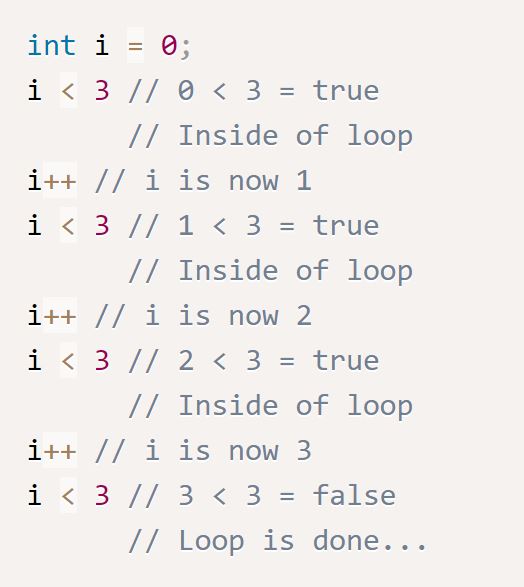 int i = 0;
i < 3 // 0 < 3 = true
      // Inside of loop
i++ // i is now 1
i < 3 // 1 < 3 = true
      // Inside of loop
i++ // i is now 2
i < 3 // 2 < 3 = true
      // Inside of loop
i++ // i is now 3
i < 3 // 3 < 3 = false
      // Loop is done...